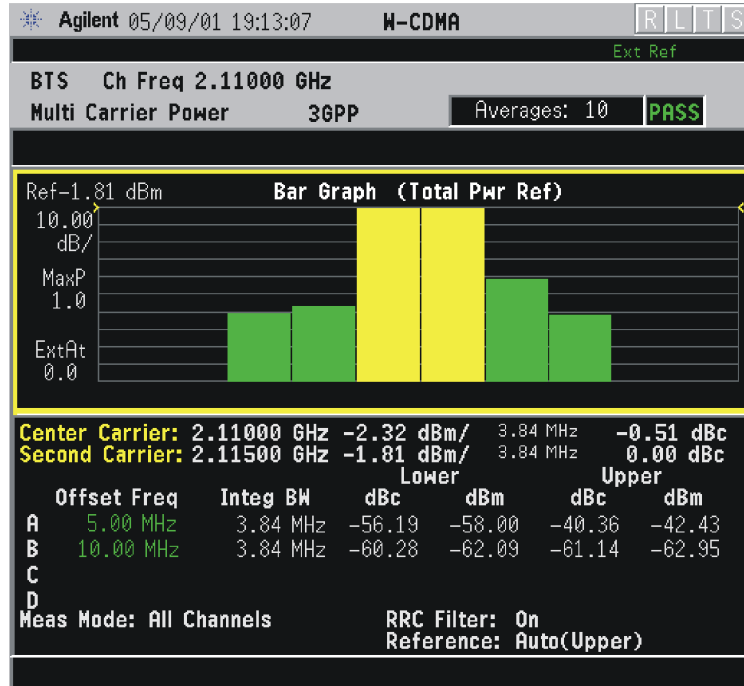 Agilent 05/09/01 19:13:07 W-CDMA R L T S
Ext Ref
BTS Ch Freq 2.11000 GHz
Multi Carrier Power 3GPP Averages: 10 PASS
Ref-1.81 dBm Bar Graph (Total Pwr Ref)
10.00
dB/
MaxP
1.0
ExtAt
0.0
Center Carrier: 2.11000 GHz -2.32 dBm/ 3.84 MHz -0.51 dBc
Second Carrier: 2.11500 GHz -1.81 dBm/ 3.84 MHz 0.00 dBc
Lower Upper
Offset Freq Integ BW dBc dBm dBc dBm
A 5.00 MHz 3.84 MHz -56.19 -58.00 -40.36 -42.43
B 10.00 MHz 3.84 MHz -60.28 -62.09 -61.14 -62.95
C
D
Meas Mode: All Channels RRC Filter: On
Reference: Auto(Upper)